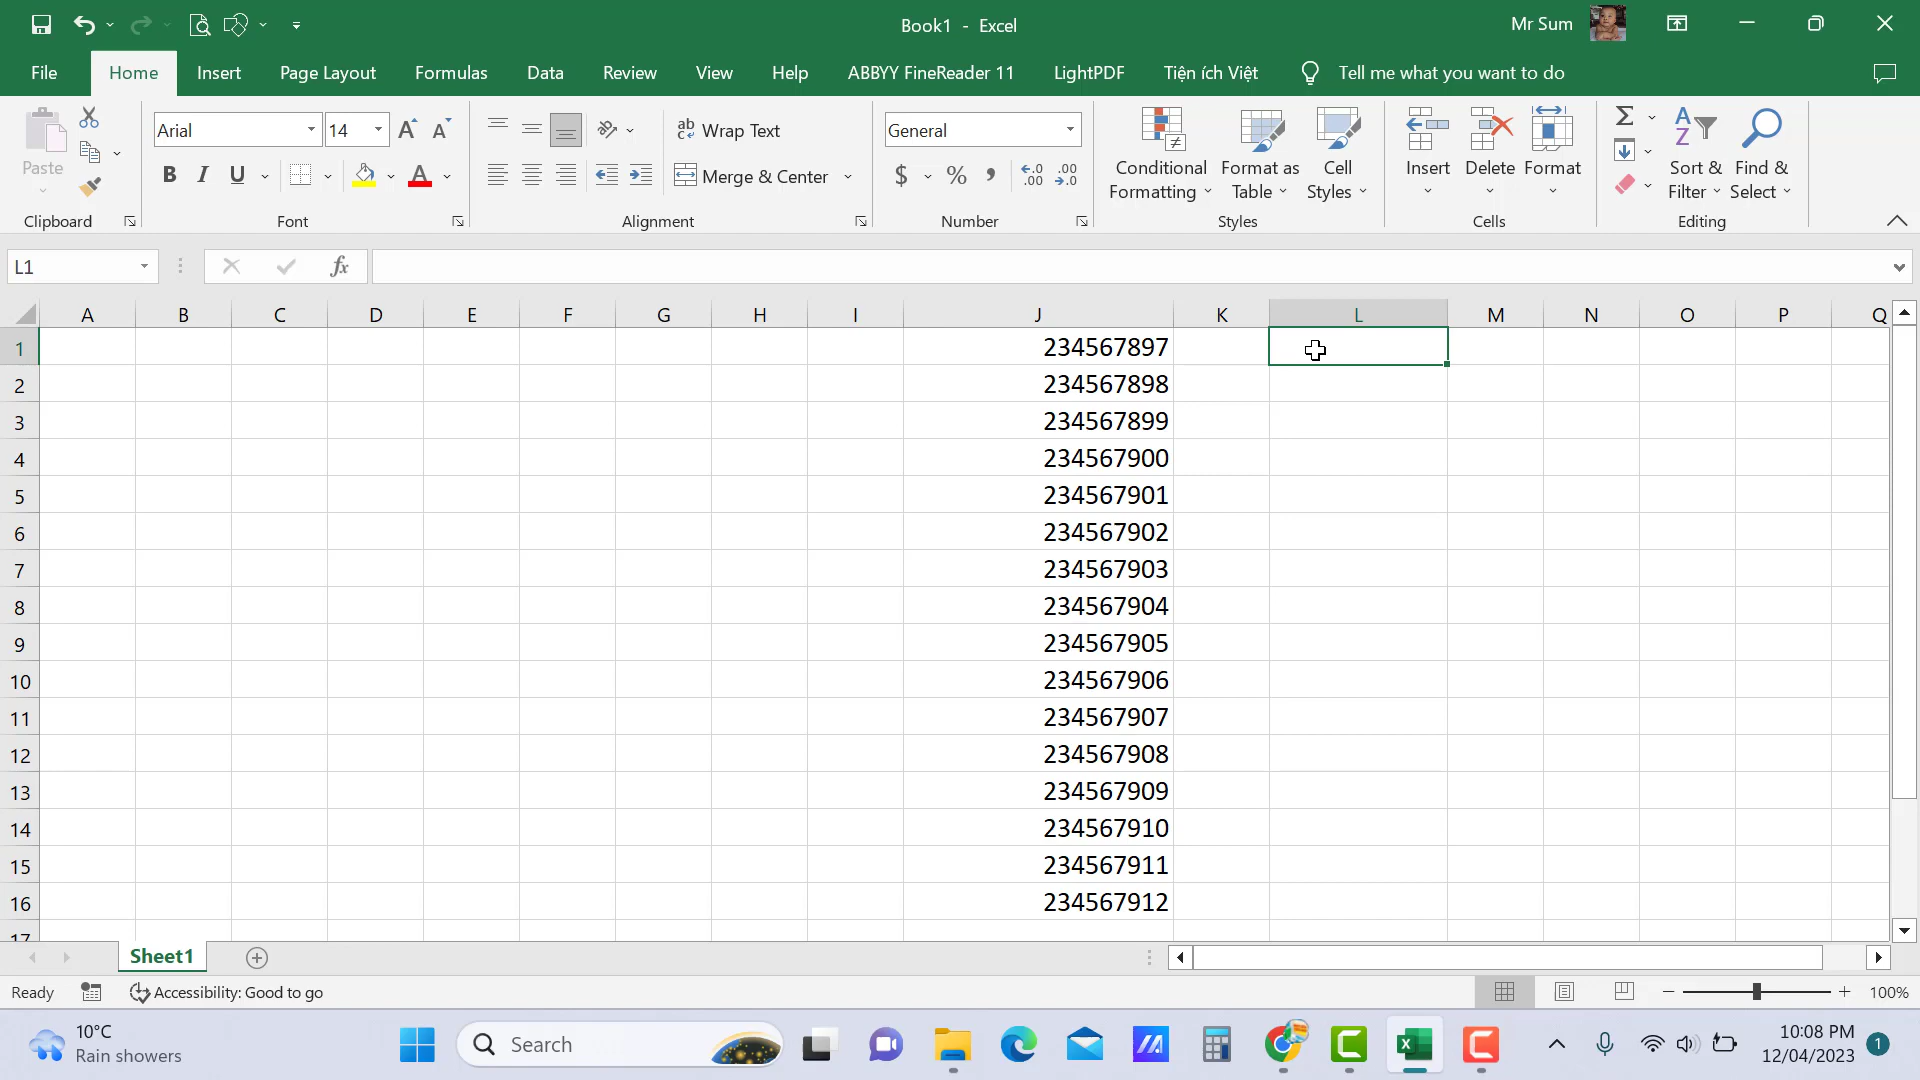 Book1 - Excel
Mr Sum
File Home Insert Page Layout Formulas Data Review View Help ABBYY FineReader 11 LightPDF Tiện ích Việt Tell me what you want to do
Paste
Clipboard
Arial 14
B I U A
Font
ab Wrap Text
Merge & Center
Alignment
General
$ % ,
Number
Conditional Formatting
Format as Table
Cell Styles
Styles
Insert Delete Format
Cells
Sort & Filter
Find & Select
Editing
L1 fx
A B C D E F G H I J K L M N O P Q
1 234567897
2 234567898
3 234567899
4 234567900
5 234567901
6 234567902
7 234567903
8 234567904
9 234567905
10 234567906
11 234567907
12 234567908
13 234567909
14 234567910
15 234567911
16 234567912
17
Sheet1
Ready Accessibility: Good to go 100%
10°C
Rain showers
Search
10:08 PM
12/04/2023
1